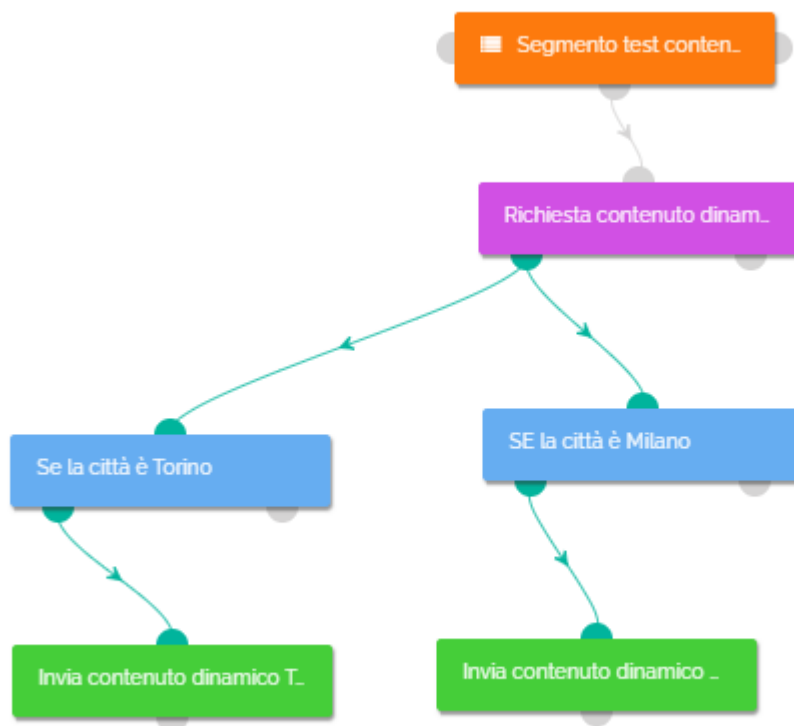 Segmento test conten...
Richiesta contenuto dinam...
Se la città è Torino
SE la città è Milano
Invia contenuto dinamico T...
Invia contenuto dinamico ...